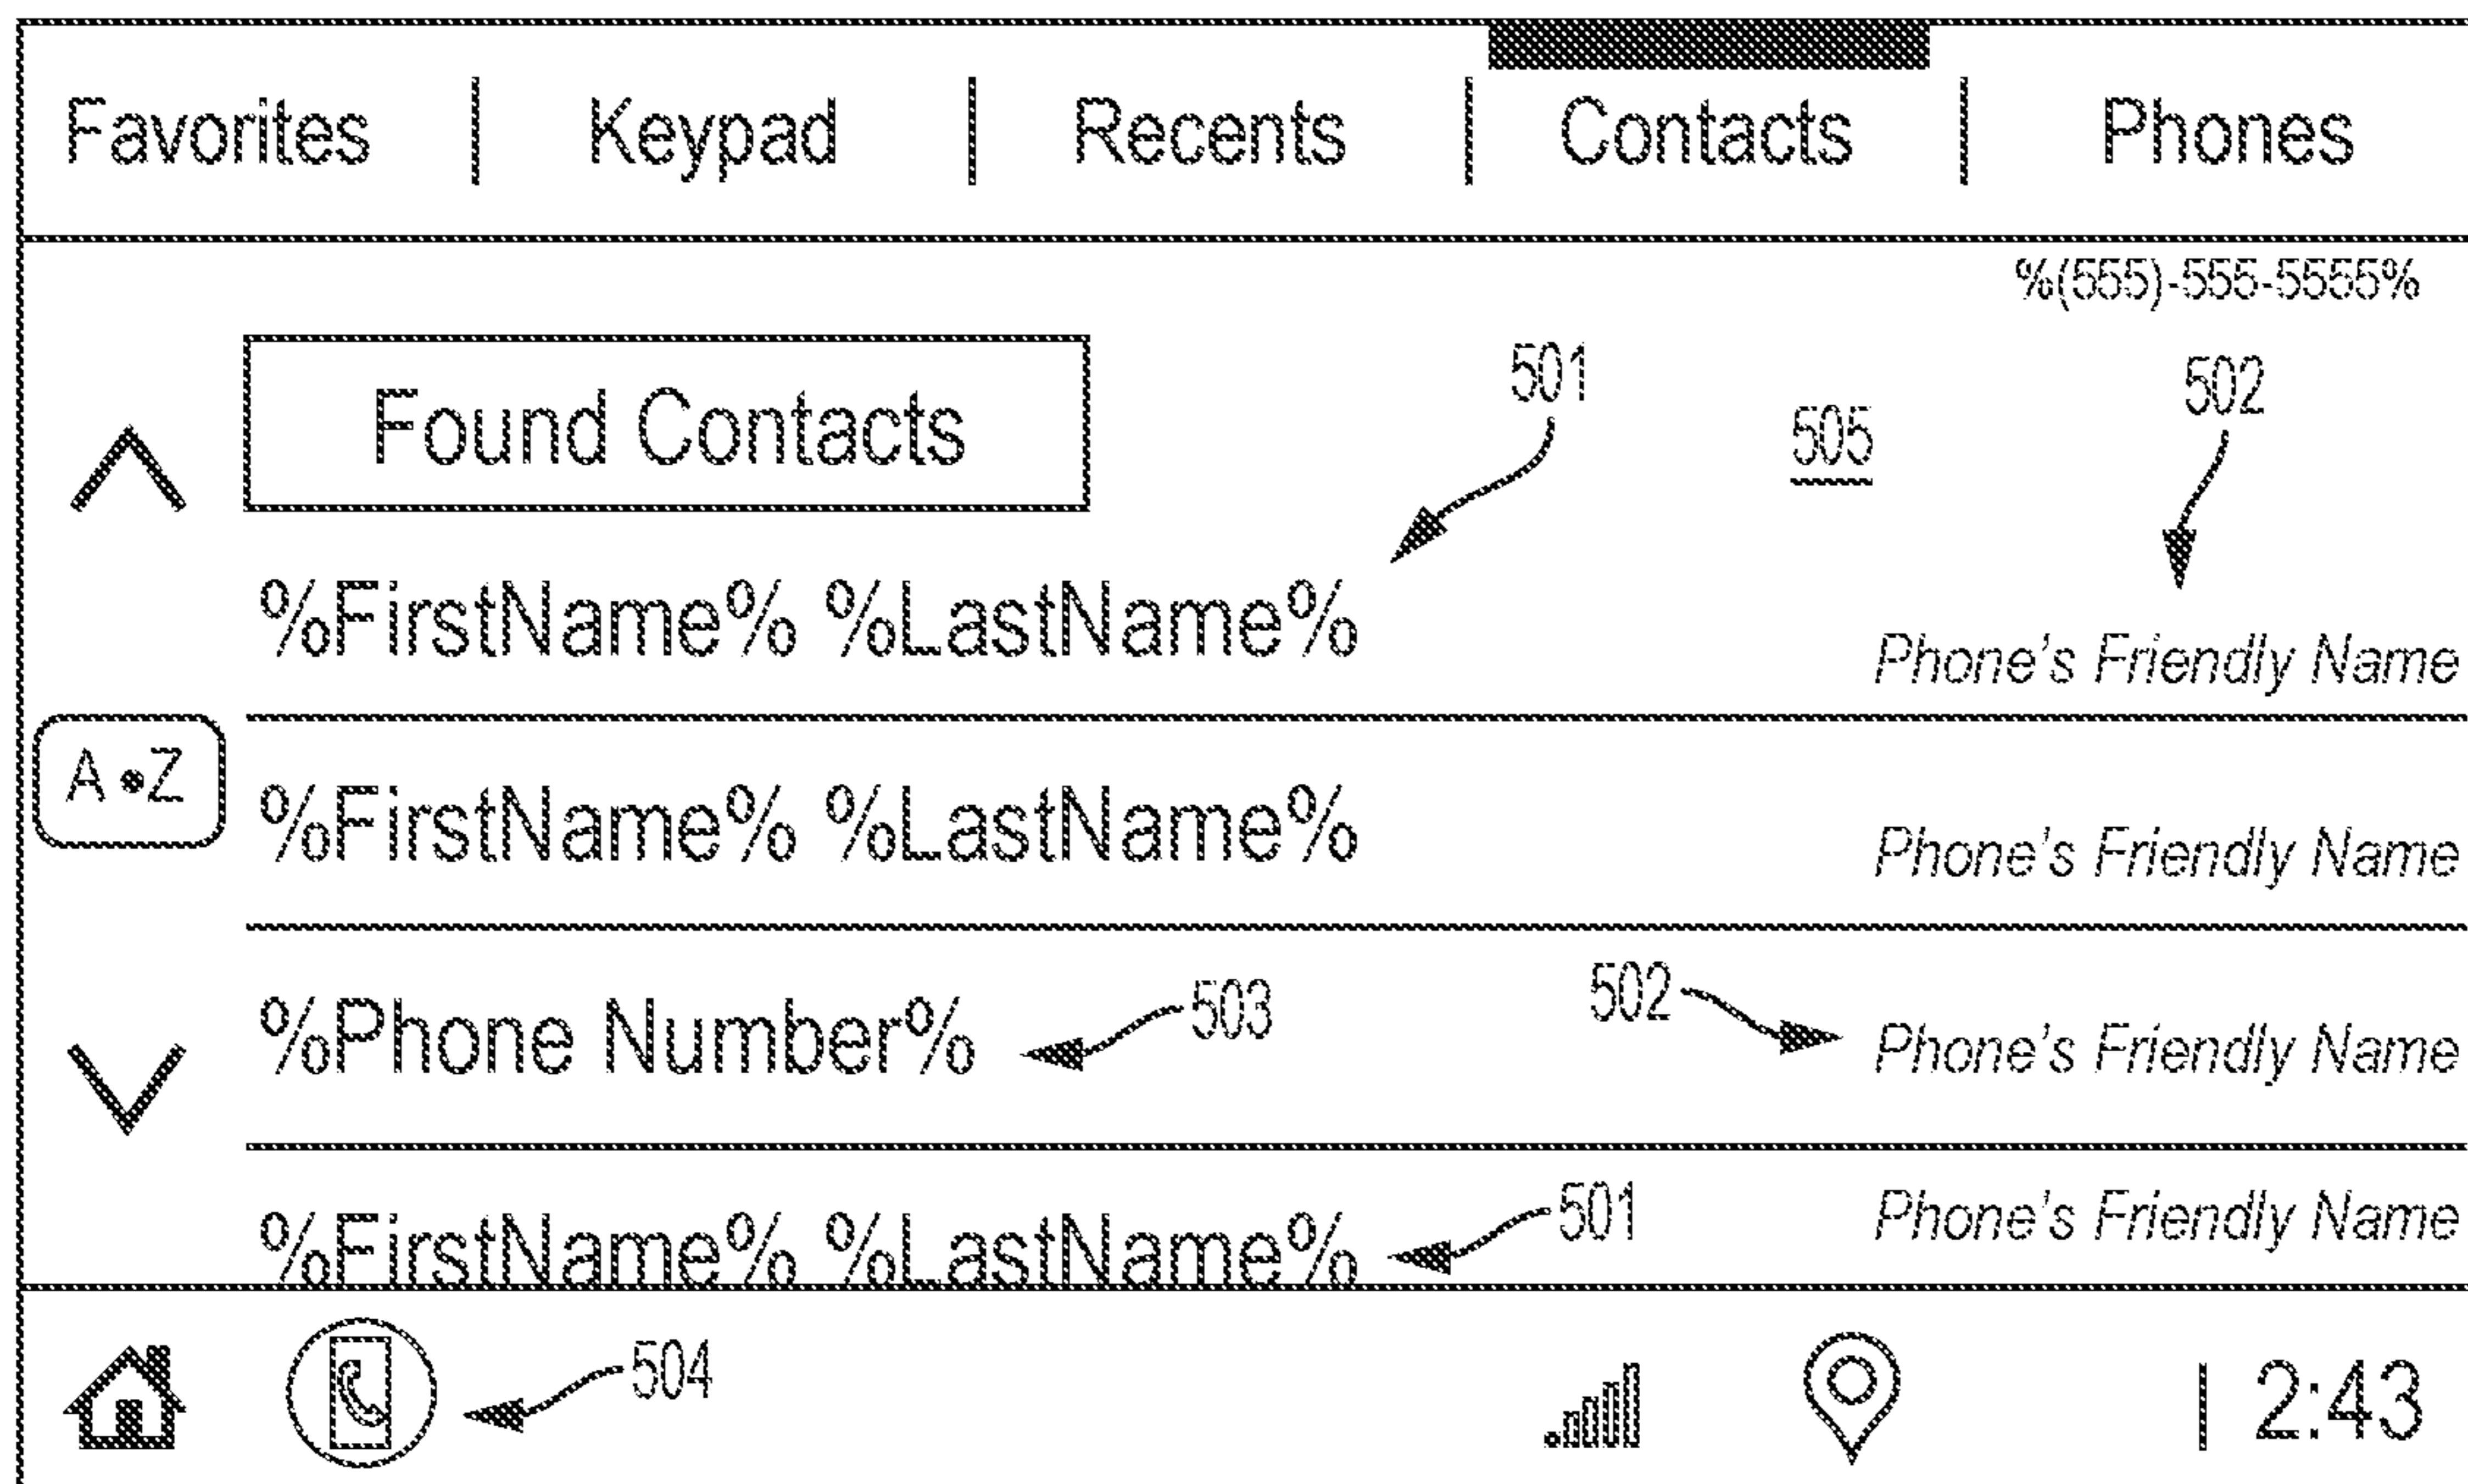 Favorites | Keypad | Recents | Contacts | Phones
%(555)-555-5555%
Found Contacts
501
505
502
%FirstName% %LastName%
Phone's Friendly Name
A•Z
%FirstName% %LastName%
Phone's Friendly Name
%Phone Number%
503
502
Phone's Friendly Name
%FirstName% %LastName%
501
Phone's Friendly Name
504
| 2:43